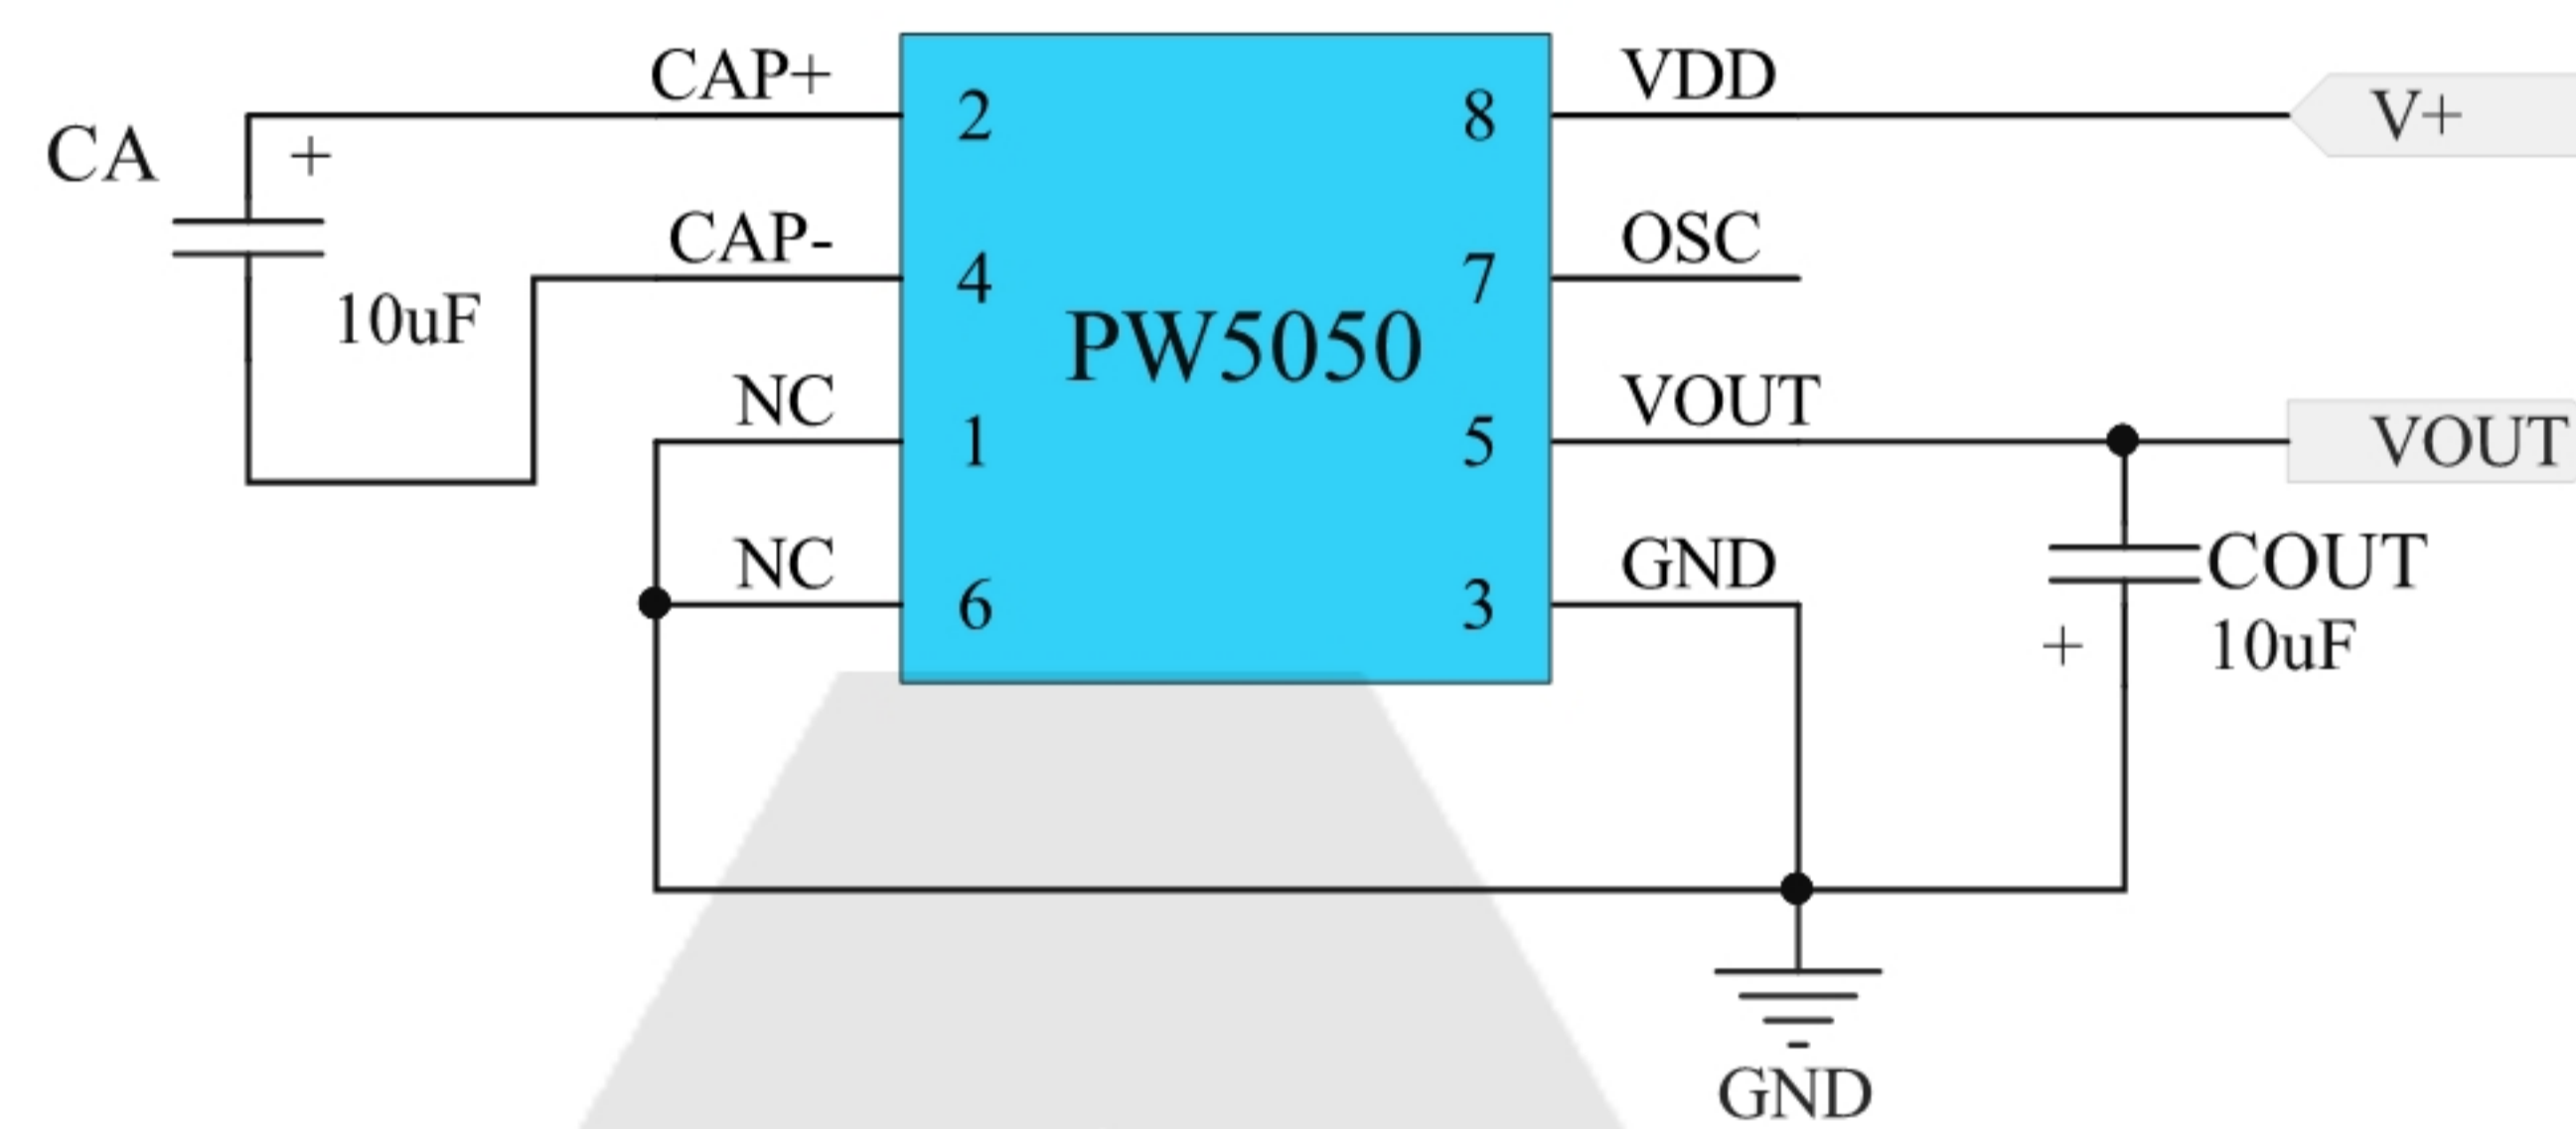 CA
+
10uF
CAP+
CAP-
NC
NC
2
4
1
6
PW5050
8
7
5
3
VDD
OSC
VOUT
GND
V+
VOUT
COUT
10uF
+
GND